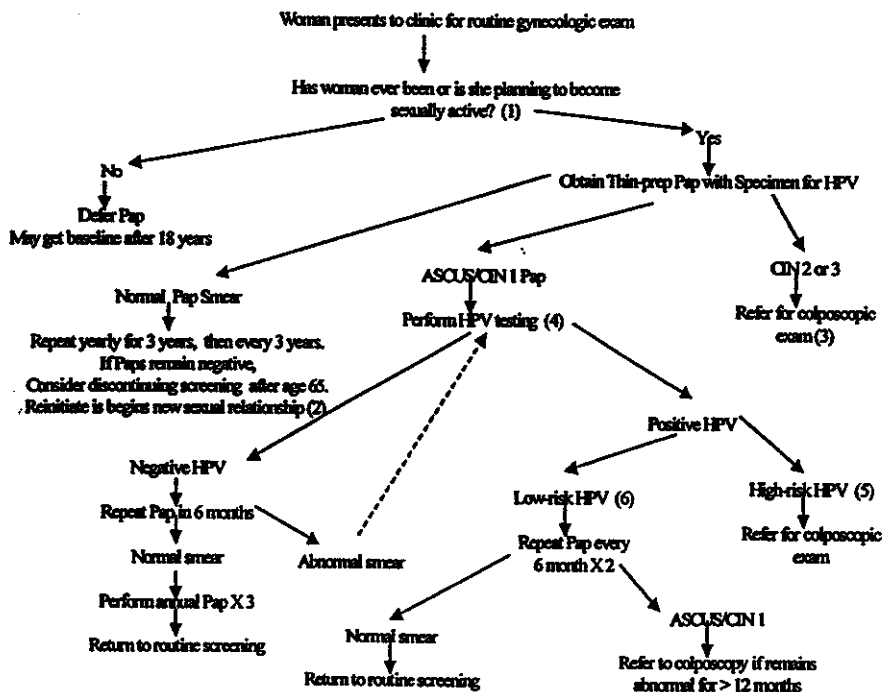 Woman presents to clinic for routine gynecologic exam
Has woman ever been or is she planning to become
sexually active? (1)
No
Yes
Defer Pap
May get baseline after 18 years
Obtain Thin-prep Pap with Specimen for HPV
Normal Pap Smear
Repeat yearly for 3 years, then every 3 years.
If Paps remain negative,
Consider discontinuing screening after age 65.
Reinitiate is begins new sexual relationship (2)
ASCUS/CIN 1 Pap
Perform HPV testing (4)
CIN 2 or 3
Refer for colposcopic
exam (3)
Negative HPV
Repeat Pap in 6 months
Normal smear
Perform annual Pap X 3
Return to routine screening
Abnormal smear
Positive HPV
Low-risk HPV (6)
Repeat Pap every
6 month X 2
Normal smear
Return to routine screening
ASCUS/CIN 1
Refer to colposcopy if remains
abnormal for > 12 months
High-risk HPV (5)
Refer for colposcopic
exam